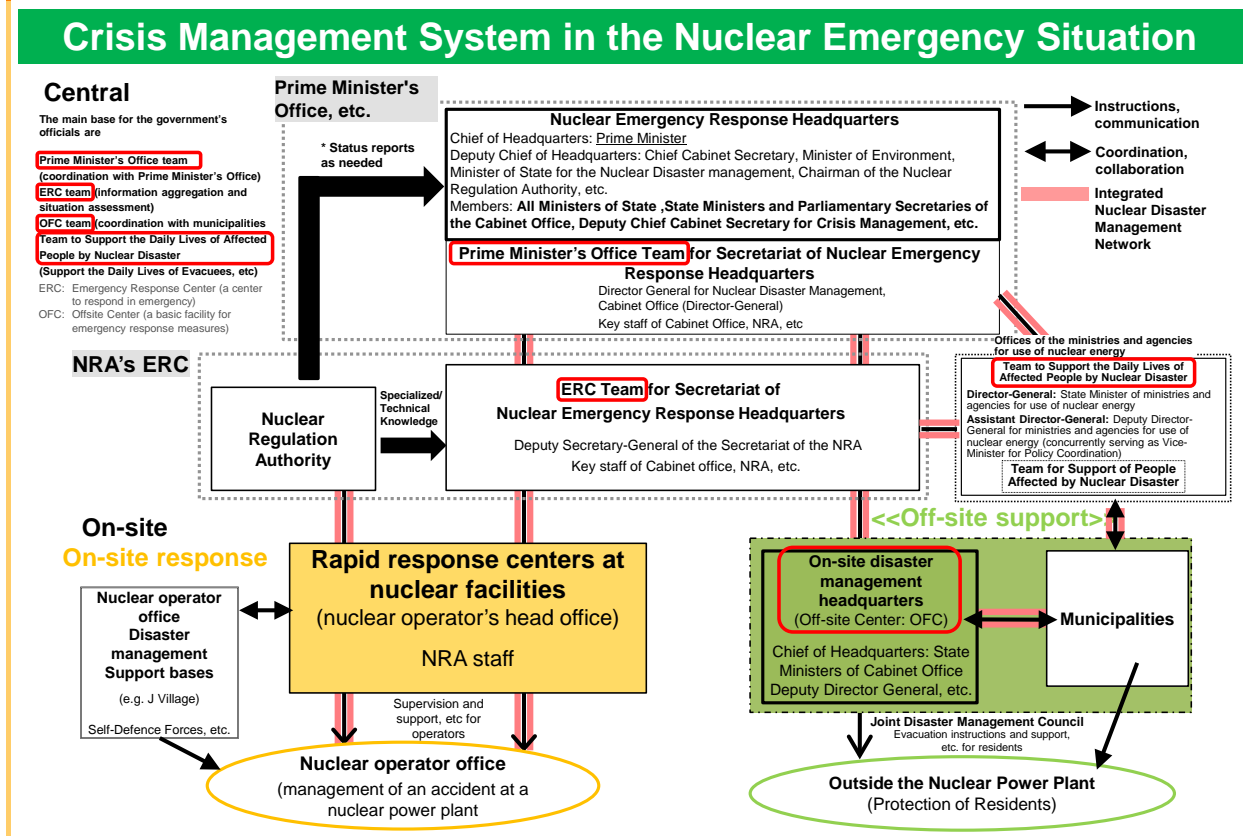 Crisis Management System in the Nuclear Emergency Situation
Central
The main base for the government's
officials are
Prime Minister's Office team
(coordination with Prime Minister's Office)
ERC team (information aggregation and
situation assessment)
OFC team (coordination with municipalities
Team to Support the Daily Lives of Affected
People by Nuclear Disaster
(Support the Daily Lives of Evacuees, etc)
ERC: Emergency Response Center (a center
to respond in emergency)
OFC: Offsite Center (a basic facility for
emergency response measures)
Prime Minister's
Office, etc.
* Status reports
as needed
Nuclear Emergency Response Headquarters
Chief of Headquarters: Prime Minister
Deputy Chief of Headquarters: Chief Cabinet Secretary, Minister of Environment,
Minister of State for the Nuclear Disaster management, Chairman of the Nuclear
Regulation Authority, etc.
Members: All Ministers of State ,State Ministers and Parliamentary Secretaries
of the Cabinet Office, Deputy Chief Cabinet Secretary for Crisis Management, etc.
Prime Minister's Office Team for Secretariat of Nuclear Emergency
Response Headquarters
Director General for Nuclear Disaster Management,
Cabinet Office (Director-General)
Key staff of Cabinet Office, NRA, etc
Instructions,
communication
Coordination,
collaboration
Integrated
Nuclear Disaster
Management
Network
NRA's ERC
Nuclear
Regulation
Authority
Specialized/
Technical
Knowledge
ERC Team for Secretariat of
Nuclear Emergency Response Headquarters
Deputy Secretary-General of the Secretariat of the NRA
Key staff of Cabinet office, NRA, etc.
Offices of the ministries and agencies
for use of nuclear energy
Team to Support the Daily Lives of
Affected People by Nuclear Disaster
Director-General: State Minister of ministries and
agencies for use of nuclear energy
Assistant Director-General: Deputy Director-
General for ministries and agencies for use of
nuclear energy (concurrently serving as Vice-
Minister for Policy Coordination)
Team for Support of People
Affected by Nuclear Disaster
On-site
On-site response
Nuclear operator
office
Disaster
management
Support bases
(e.g. J Village)
Self-Defence Forces, etc.
Rapid response centers at
nuclear facilities
(nuclear operator's head office)
NRA staff
Supervision and
support, etc for
operators
Nuclear operator office
(management of an accident at a
nuclear power plant
<<Off-site support>
On-site disaster
management
headquarters
(Off-site Center: OFC)
Chief of Headquarters: State
Ministers of Cabinet Office
Deputy Director General, etc.
Municipalities
Joint Disaster Management Council
Evacuation instructions and support,
etc. for residents
Outside the Nuclear Power Plant
(Protection of Residents)